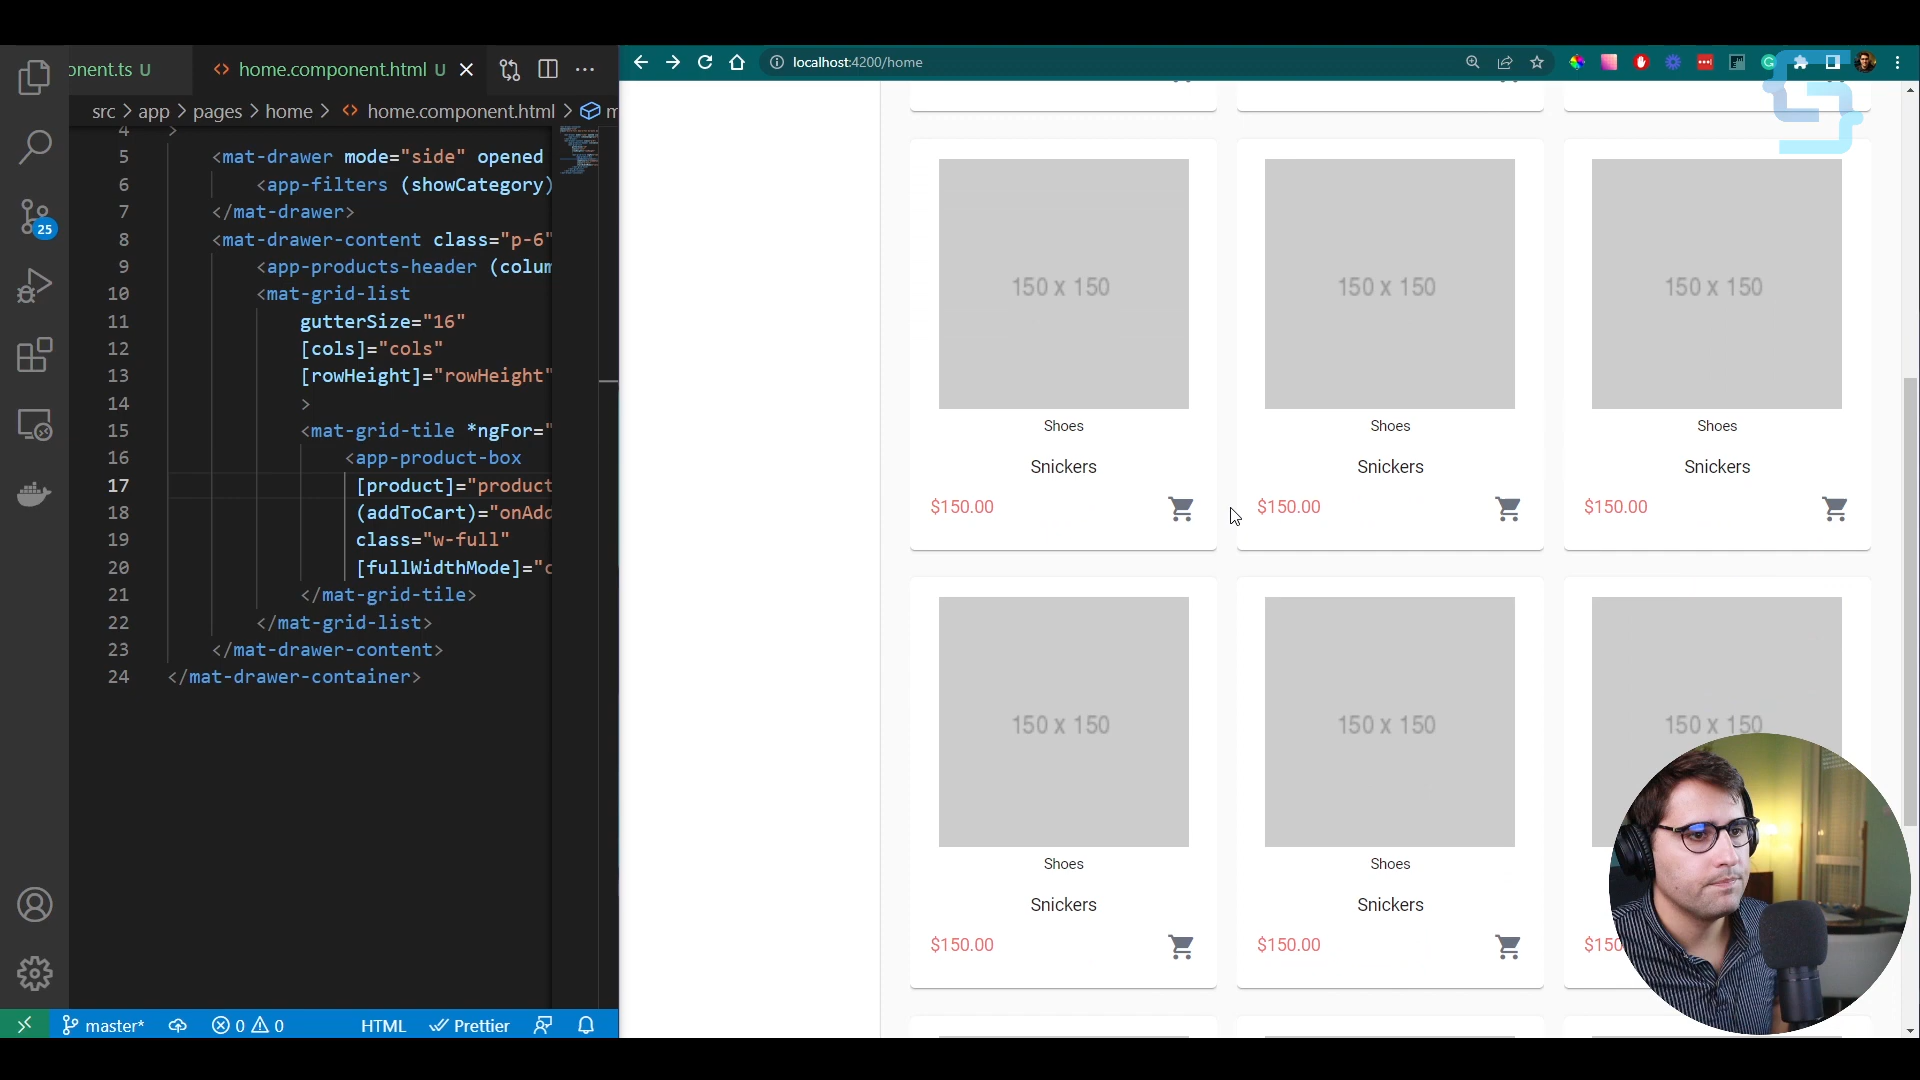 onent.ts U
<> home.component.html U
localhost:4200/home
src > app > pages > home > <> home.component.html > m
4 >
5 <mat-drawer mode="side" opened
6 <app-filters (showCategory)
7 </mat-drawer>
8 <mat-drawer-content class="p-6"
9 <app-products-header (colum
10 <mat-grid-list
11 gutterSize="16"
12 [cols]="cols"
13 [rowHeight]="rowHeight"
14 >
15 <mat-grid-tile *ngFor="
16 <app-product-box
17 [product]="product
18 (addToCart)="onAdd
19 class="w-full"
20 [fullWidthMode]="c
21 </mat-grid-tile>
22 </mat-grid-list>
23 </mat-drawer-content>
24 </mat-drawer-container>
25
master*
0 0
HTML
Prettier
150 x 150
Shoes
Snickers
$150.00
150 x 150
Shoes
Snickers
$150.00
150 x 150
Shoes
Snickers
$150.00
150 x 150
Shoes
Snickers
$150.00
150 x 150
Shoes
Snickers
$150.00
150 x 150
$150